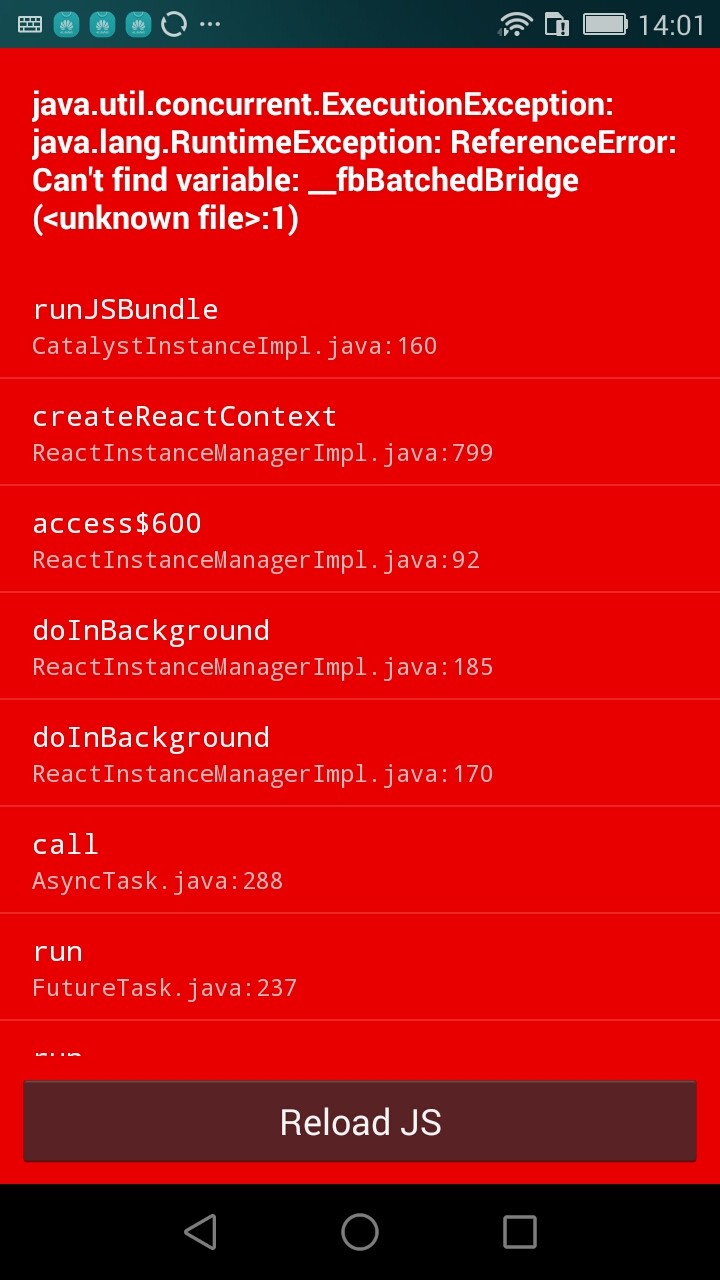 14:01
java.util.concurrent.ExecutionException:
java.lang.RuntimeException: ReferenceError:
Can't find variable: __fbBatchedBridge
(<unknown file>:1)
runJSBundle
CatalystInstanceImpl.java:160
createReactContext
ReactInstanceManagerImpl.java:799
access$600
ReactInstanceManagerImpl.java:92
doInBackground
ReactInstanceManagerImpl.java:185
doInBackground
ReactInstanceManagerImpl.java:170
call
AsyncTask.java:288
run
FutureTask.java:237
run
Reload JS